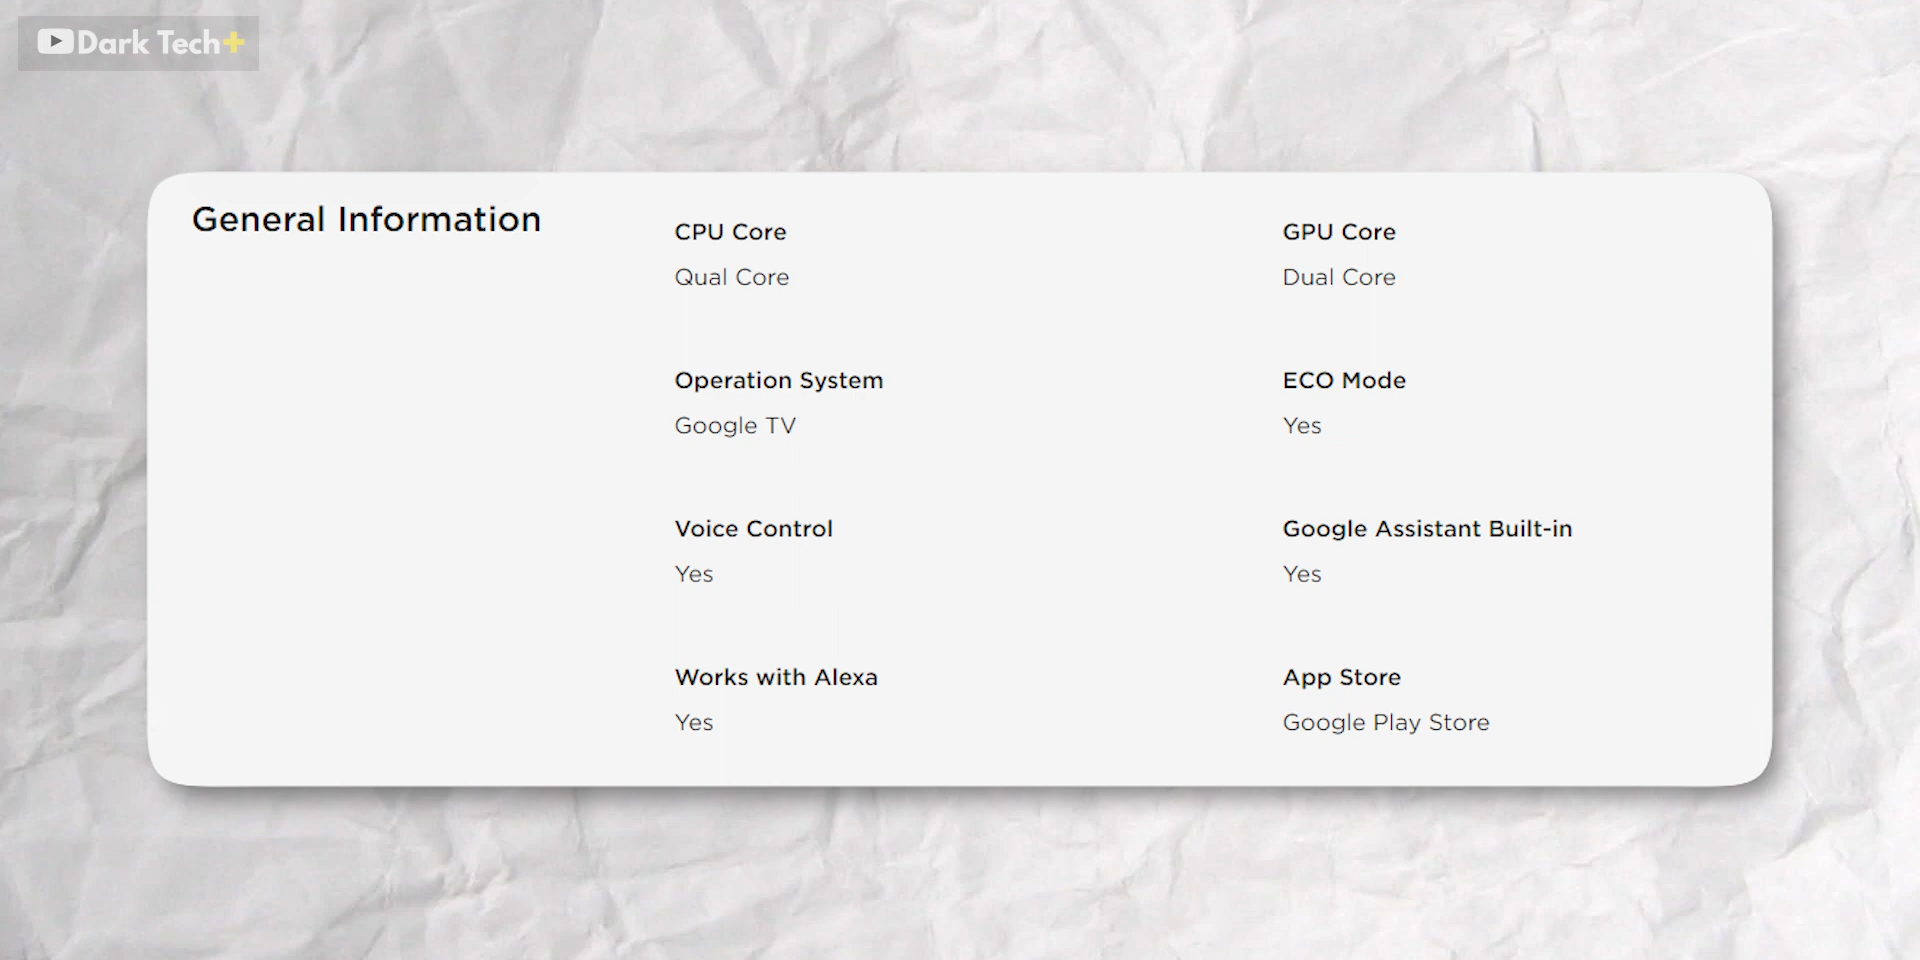 Dark Tech+
General Information
CPU Core
Qual Core
GPU Core
Dual Core
Operation System
Google TV
ECO Mode
Yes
Voice Control
Yes
Google Assistant Built-in
Yes
Works with Alexa
Yes
App Store
Google Play Store